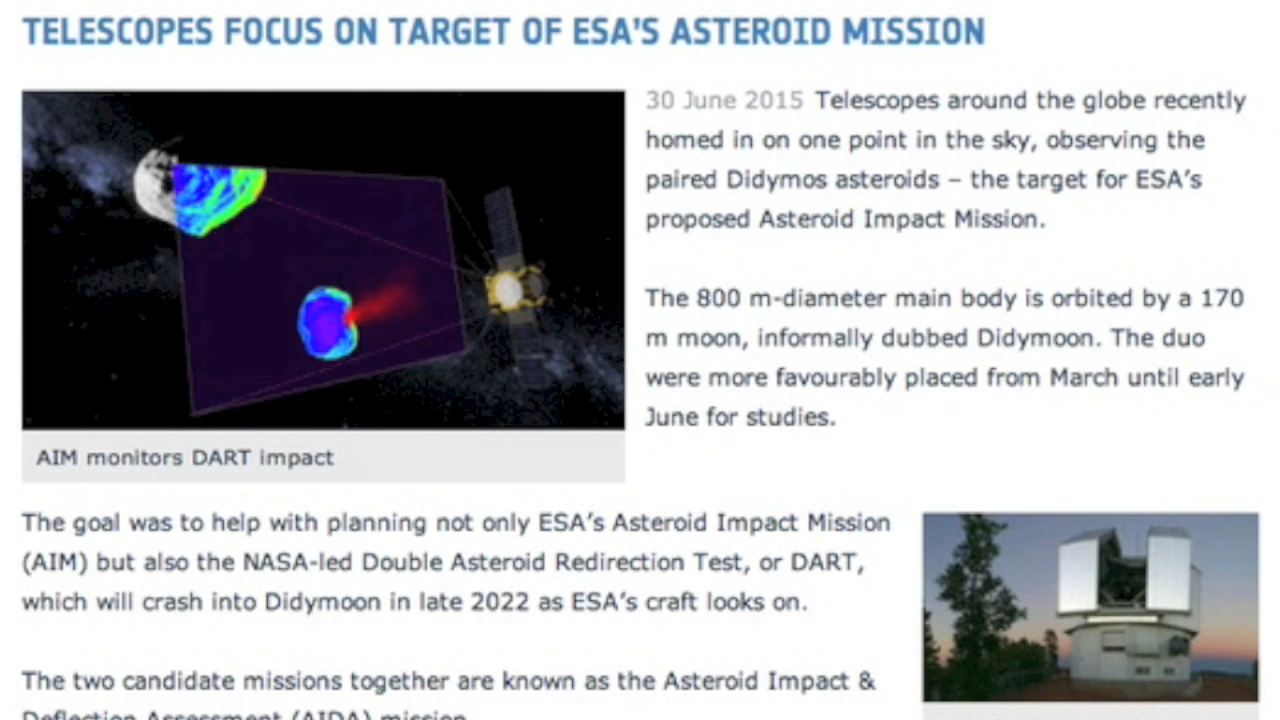 TELESCOPES FOCUS ON TARGET OF ESA'S ASTEROID MISSION
30 June 2015 Telescopes around the globe recently
homed in on one point in the sky, observing the
paired Didymos asteroids – the target for ESA’s
proposed Asteroid Impact Mission.
The 800 m-diameter main body is orbited by a 170
m moon, informally dubbed Didymoon. The duo
were more favourably placed from March until early
June for studies.
AIM monitors DART impact
The goal was to help with planning not only ESA’s Asteroid Impact Mission
(AIM) but also the NASA-led Double Asteroid Redirection Test, or DART,
which will crash into Didymoon in late 2022 as ESA’s craft looks on.
The two candidate missions together are known as the Asteroid Impact &
Deflection Assessment (AIDA) mission